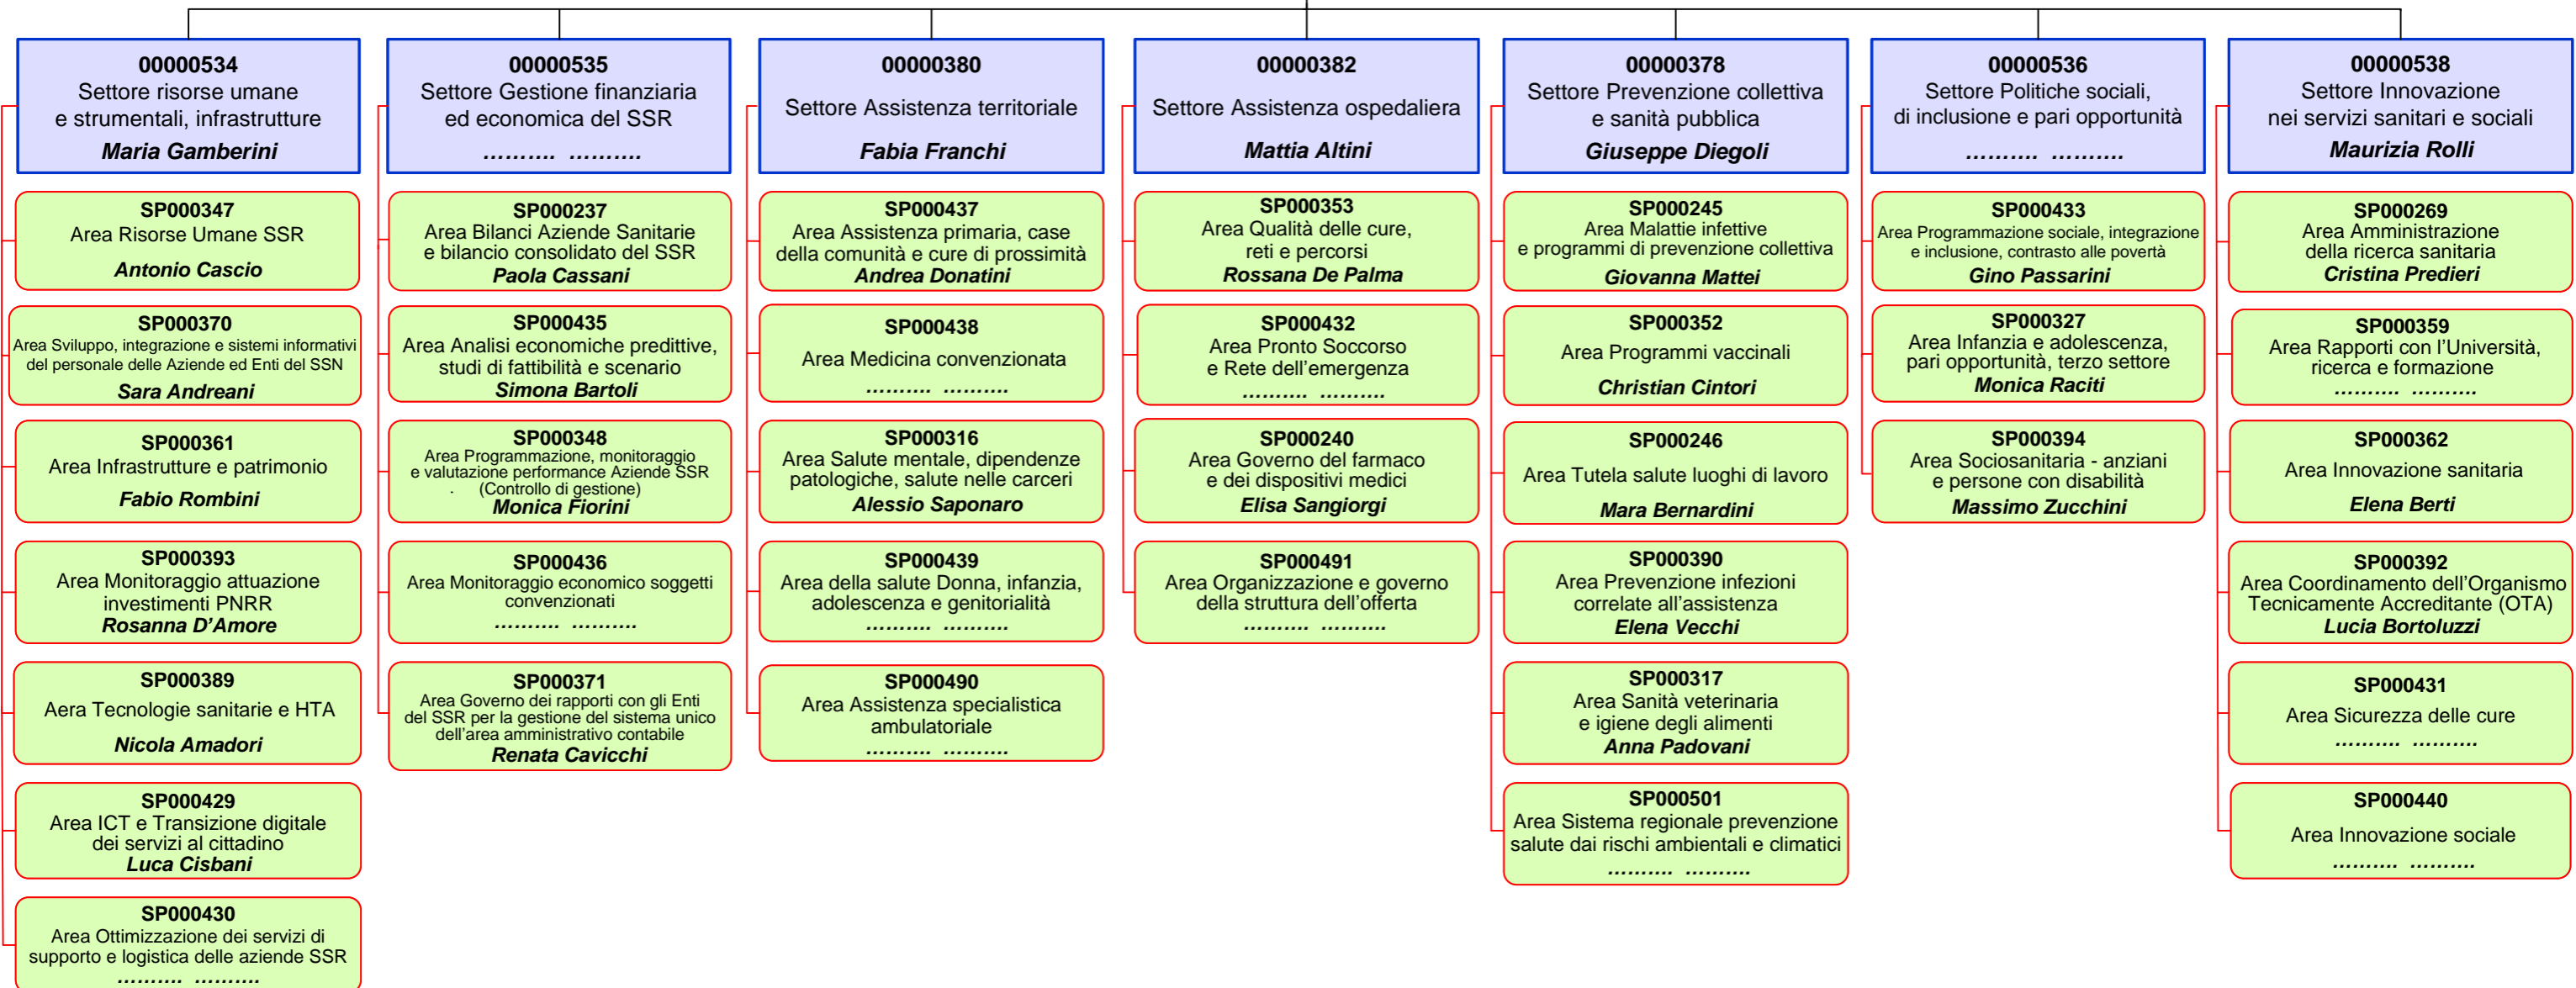 00000534
Settore risorse umane
e strumentali, infrastrutture
Maria Gamberini
SP000347
Area Risorse Umane SSR
Antonio Cascio
SP000370
Area Sviluppo, integrazione e sistemi informativi
del personale delle Aziende ed Enti del SSN
Sara Andreani
SP000361
Area Infrastrutture e patrimonio
Fabio Rombini
SP000393
Area Monitoraggio attuazione
investimenti PNRR
Rosanna D'Amore
SP000389
Aera Tecnologie sanitarie e HTA
Nicola Amadori
SP000429
Area ICT e Transizione digitale
dei servizi al cittadino
Luca Cisbani
SP000430
Area Ottimizzazione dei servizi di
supporto e logistica delle aziende SSR
.......... ..........
00000535
Settore Gestione finanziaria
ed economica del SSR
.......... ..........
SP000237
Area Bilanci Aziende Sanitarie
e bilancio consolidato del SSR
Paola Cassani
SP000435
Area Analisi economiche predittive,
studi di fattibilità e scenario
Simona Bartoli
SP000348
Area Programmazione, monitoraggio
e valutazione performance Aziende SSR
. (Controllo di gestione)
Monica Fiorini
SP000436
Area Monitoraggio economico soggetti
convenzionati
.......... ..........
SP000371
Area Governo dei rapporti con gli Enti
del SSR per la gestione del sistema unico
dell'area amministrativo contabile
Renata Cavicchi
00000380
Settore Assistenza territoriale
Fabia Franchi
SP000437
Area Assistenza primaria, case
della comunità e cure di prossimità
Andrea Donatini
SP000438
Area Medicina convenzionata
.......... ..........
SP000316
Area Salute mentale, dipendenze
patologiche, salute nelle carceri
Alessio Saponaro
SP000439
Area della salute Donna, infanzia,
adolescenza e genitorialità
.......... ..........
SP000490
Area Assistenza specialistica
ambulatoriale
.......... ..........
00000382
Settore Assistenza ospedaliera
Mattia Altini
SP000353
Area Qualità delle cure,
reti e percorsi
Rossana De Palma
SP000432
Area Pronto Soccorso
e Rete dell'emergenza
.......... ..........
SP000240
Area Governo del farmaco
e dei dispositivi medici
Elisa Sangiorgi
SP000491
Area Organizzazione e governo
della struttura dell'offerta
.......... ..........
00000378
Settore Prevenzione collettiva
e sanità pubblica
Giuseppe Diegoli
SP000245
Area Malattie infettive
e programmi di prevenzione collettiva
Giovanna Mattei
SP000352
Area Programmi vaccinali
Christian Cintori
SP000246
Area Tutela salute luoghi di lavoro
Mara Bernardini
SP000390
Area Prevenzione infezioni
correlate all'assistenza
Elena Vecchi
SP000317
Area Sanità veterinaria
e igiene degli alimenti
Anna Padovani
SP000501
Area Sistema regionale prevenzione
salute dai rischi ambientali e climatici
.......... ..........
00000536
Settore Politiche sociali,
di inclusione e pari opportunità
.......... ..........
SP000433
Area Programmazione sociale, integrazione
e inclusione, contrasto alle povertà
Gino Passarini
SP000327
Area Infanzia e adolescenza,
pari opportunità, terzo settore
Monica Raciti
SP000394
Area Sociosanitaria - anziani
e persone con disabilità
Massimo Zucchini
00000538
Settore Innovazione
nei servizi sanitari e sociali
Maurizia Rolli
SP000269
Area Amministrazione
della ricerca sanitaria
Cristina Predieri
SP000359
Area Rapporti con l'Università,
ricerca e formazione
.......... ..........
SP000362
Area Innovazione sanitaria
Elena Berti
SP000392
Area Coordinamento dell'Organismo
Tecnicamente Accreditante (OTA)
Lucia Bortoluzzi
SP000431
Area Sicurezza delle cure
.......... ..........
SP000440
Area Innovazione sociale
.......... ..........